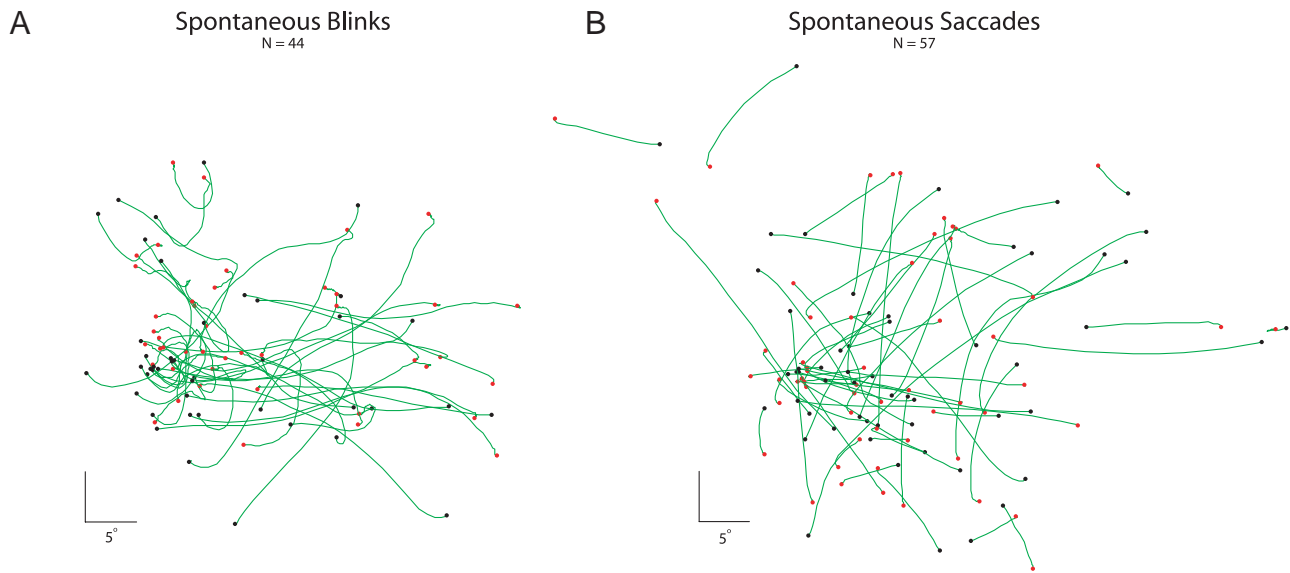 A
Spontaneous Blinks
N = 44
5°
B
Spontaneous Saccades
N = 57
5°